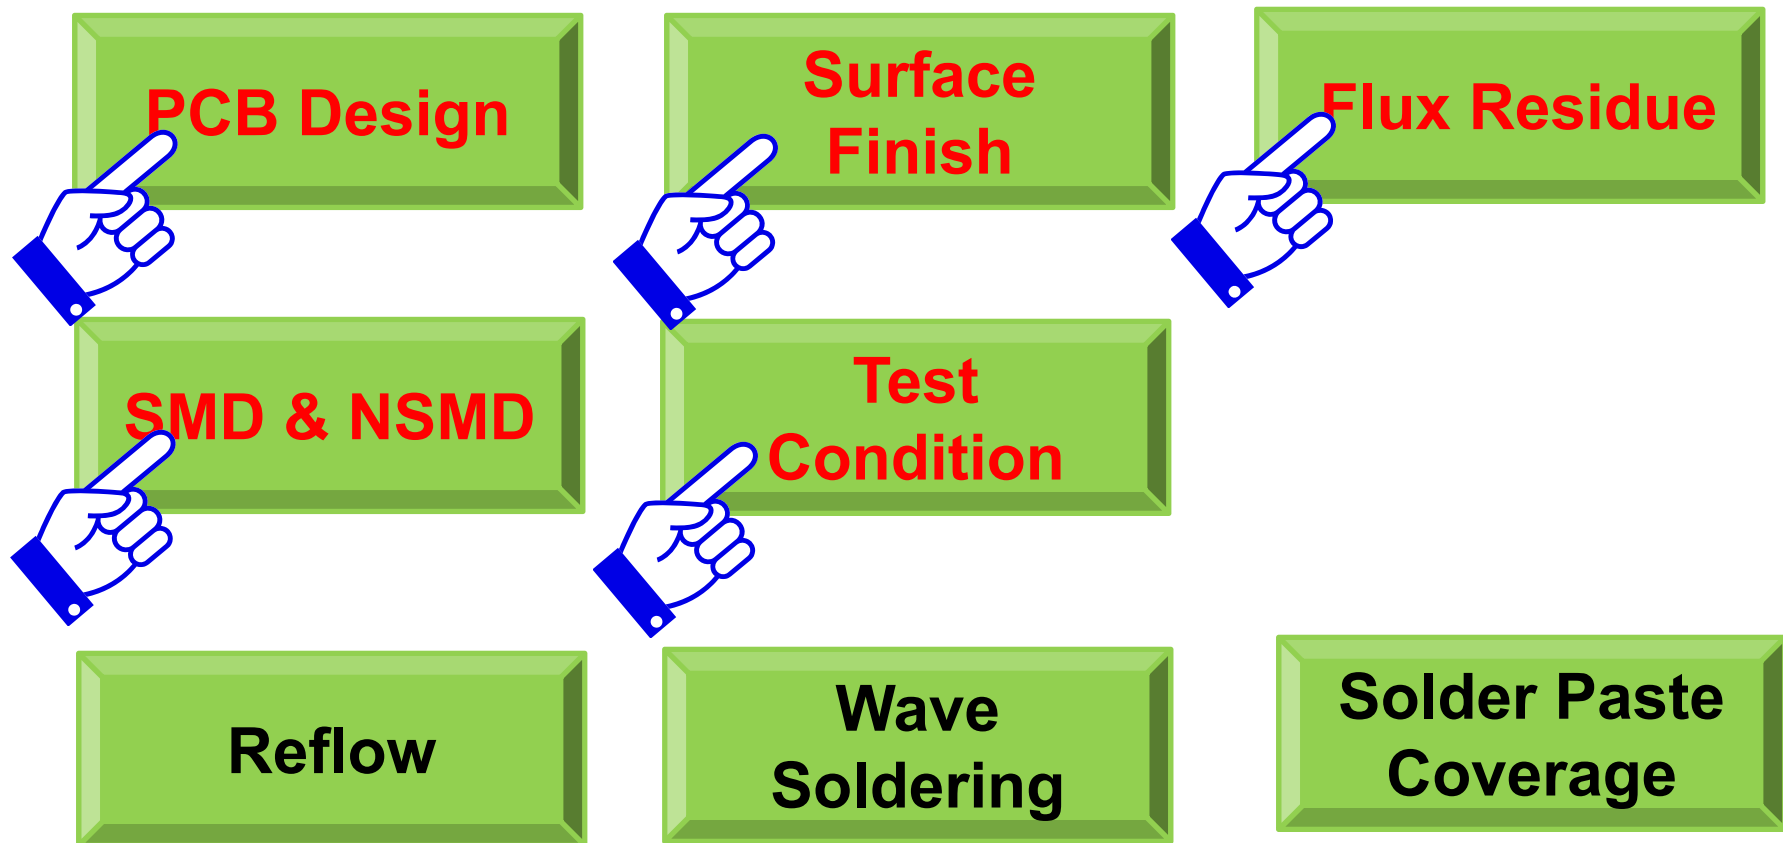 PCB Design
Surface
Finish
Flux Residue
SMD & NSMD
Test
Condition
Reflow
Wave
Soldering
Solder Paste
Coverage